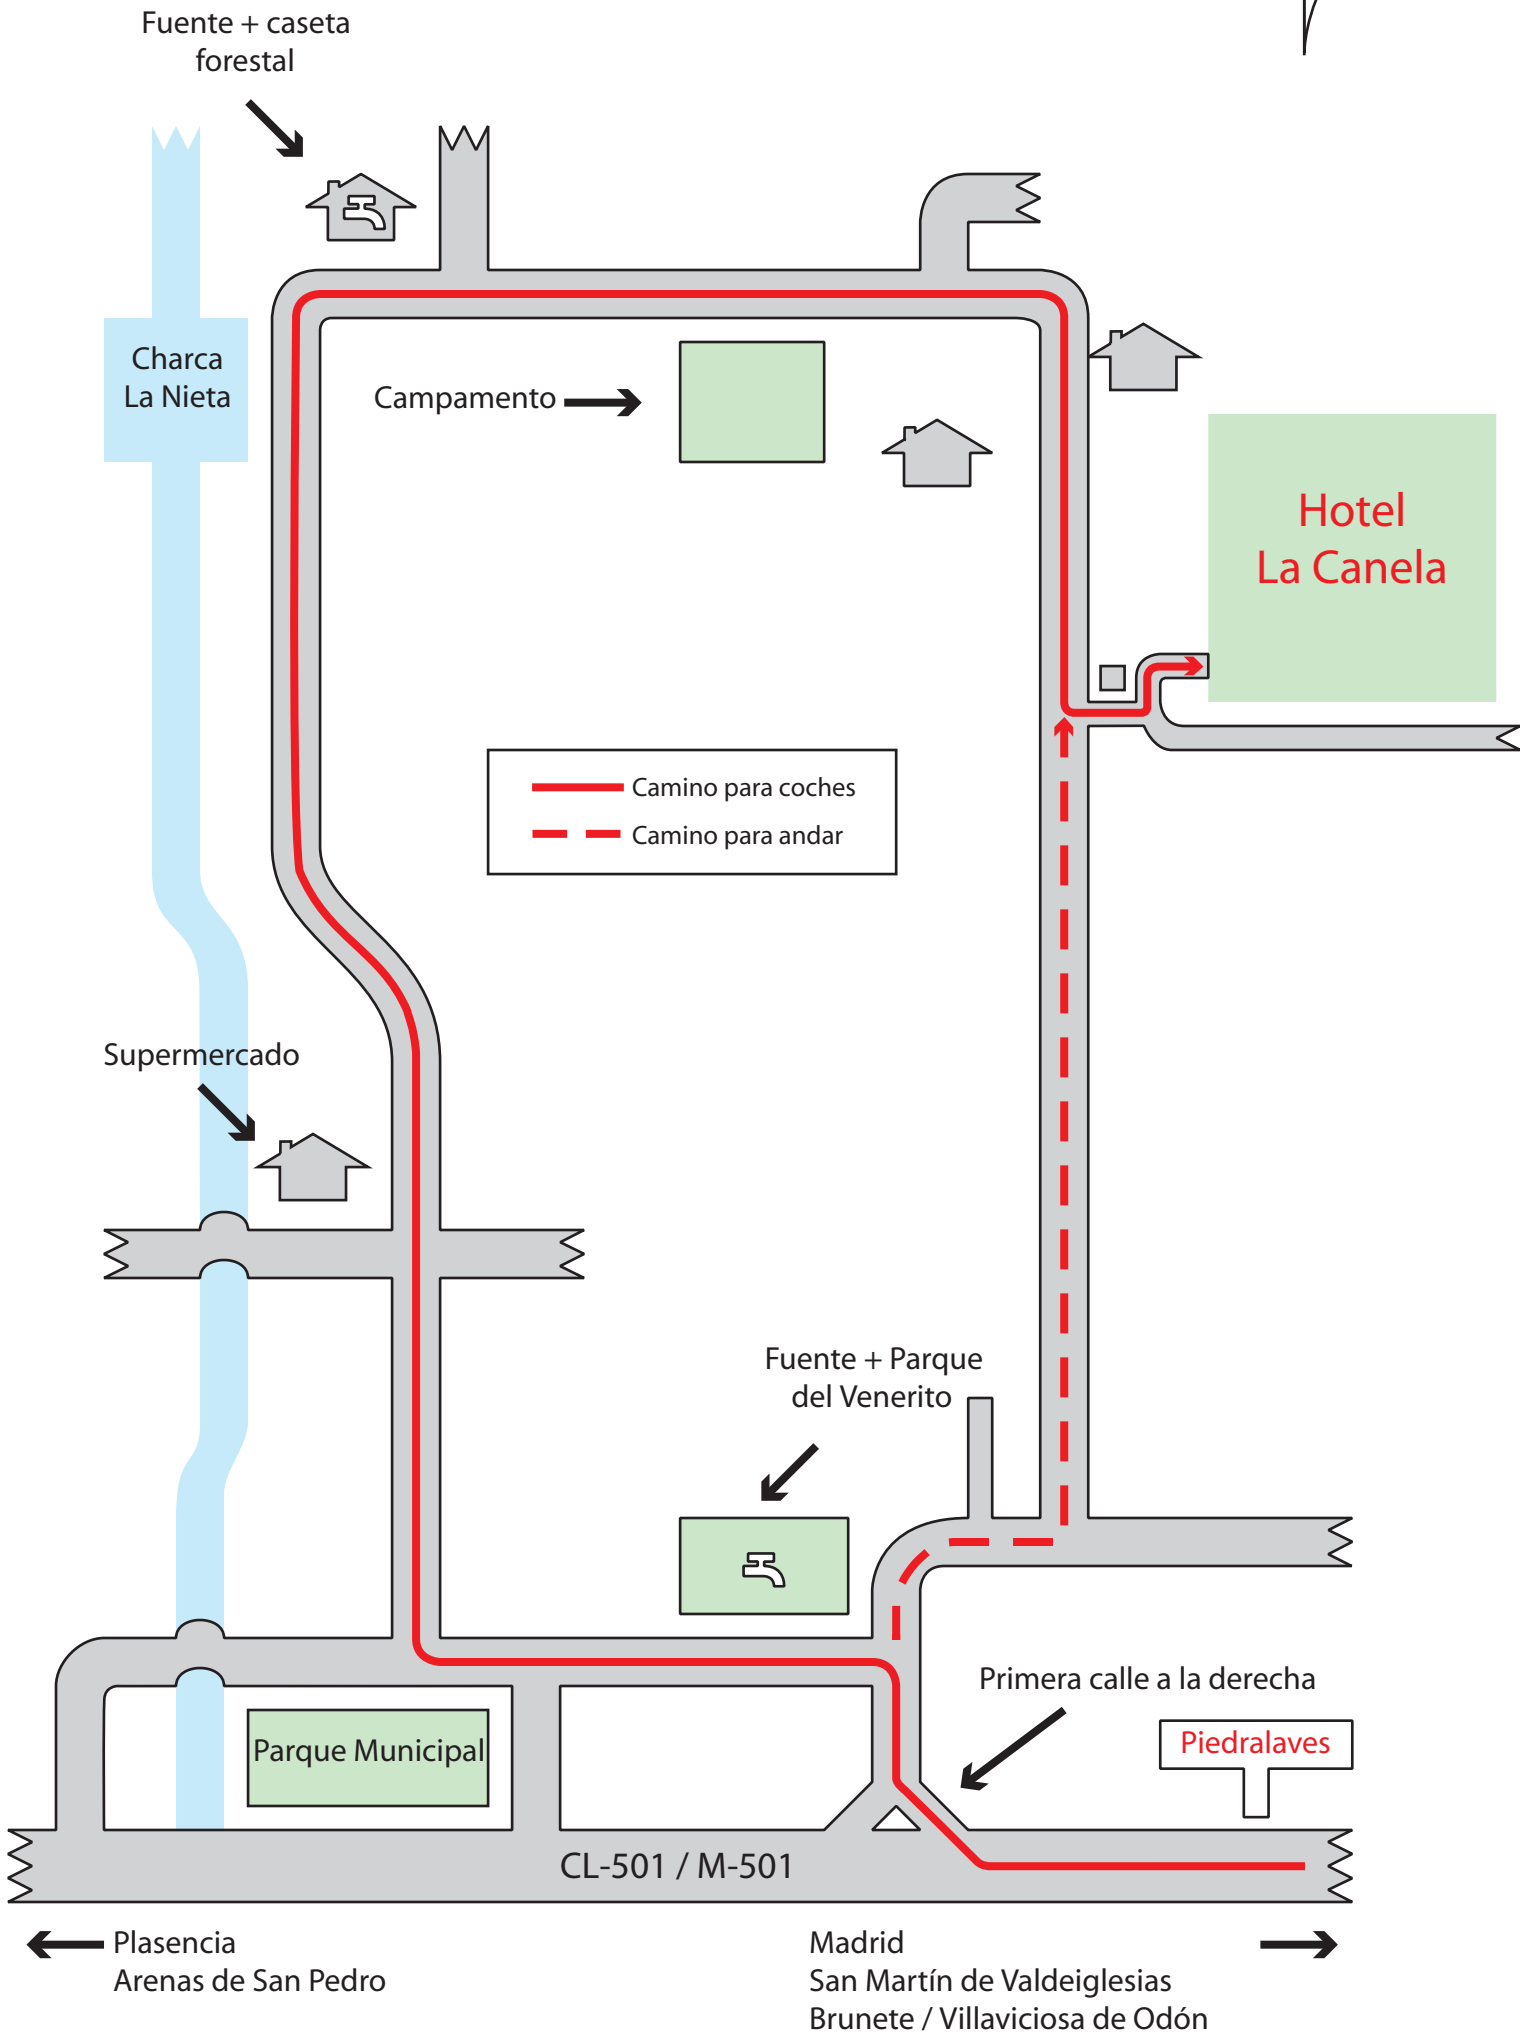 Fuente + caseta
forestal
Charca
La Nieta
Campamento
Hotel
La Canela
Camino para coches
Camino para andar
Supermercado
Fuente + Parque
del Venerito
Primera calle a la derecha
Piedralaves
Parque Municipal
CL-501 / M-501
Plasencia
Arenas de San Pedro
Madrid
San Martín de Valdeiglesias
Brunete / Villaviciosa de Odón